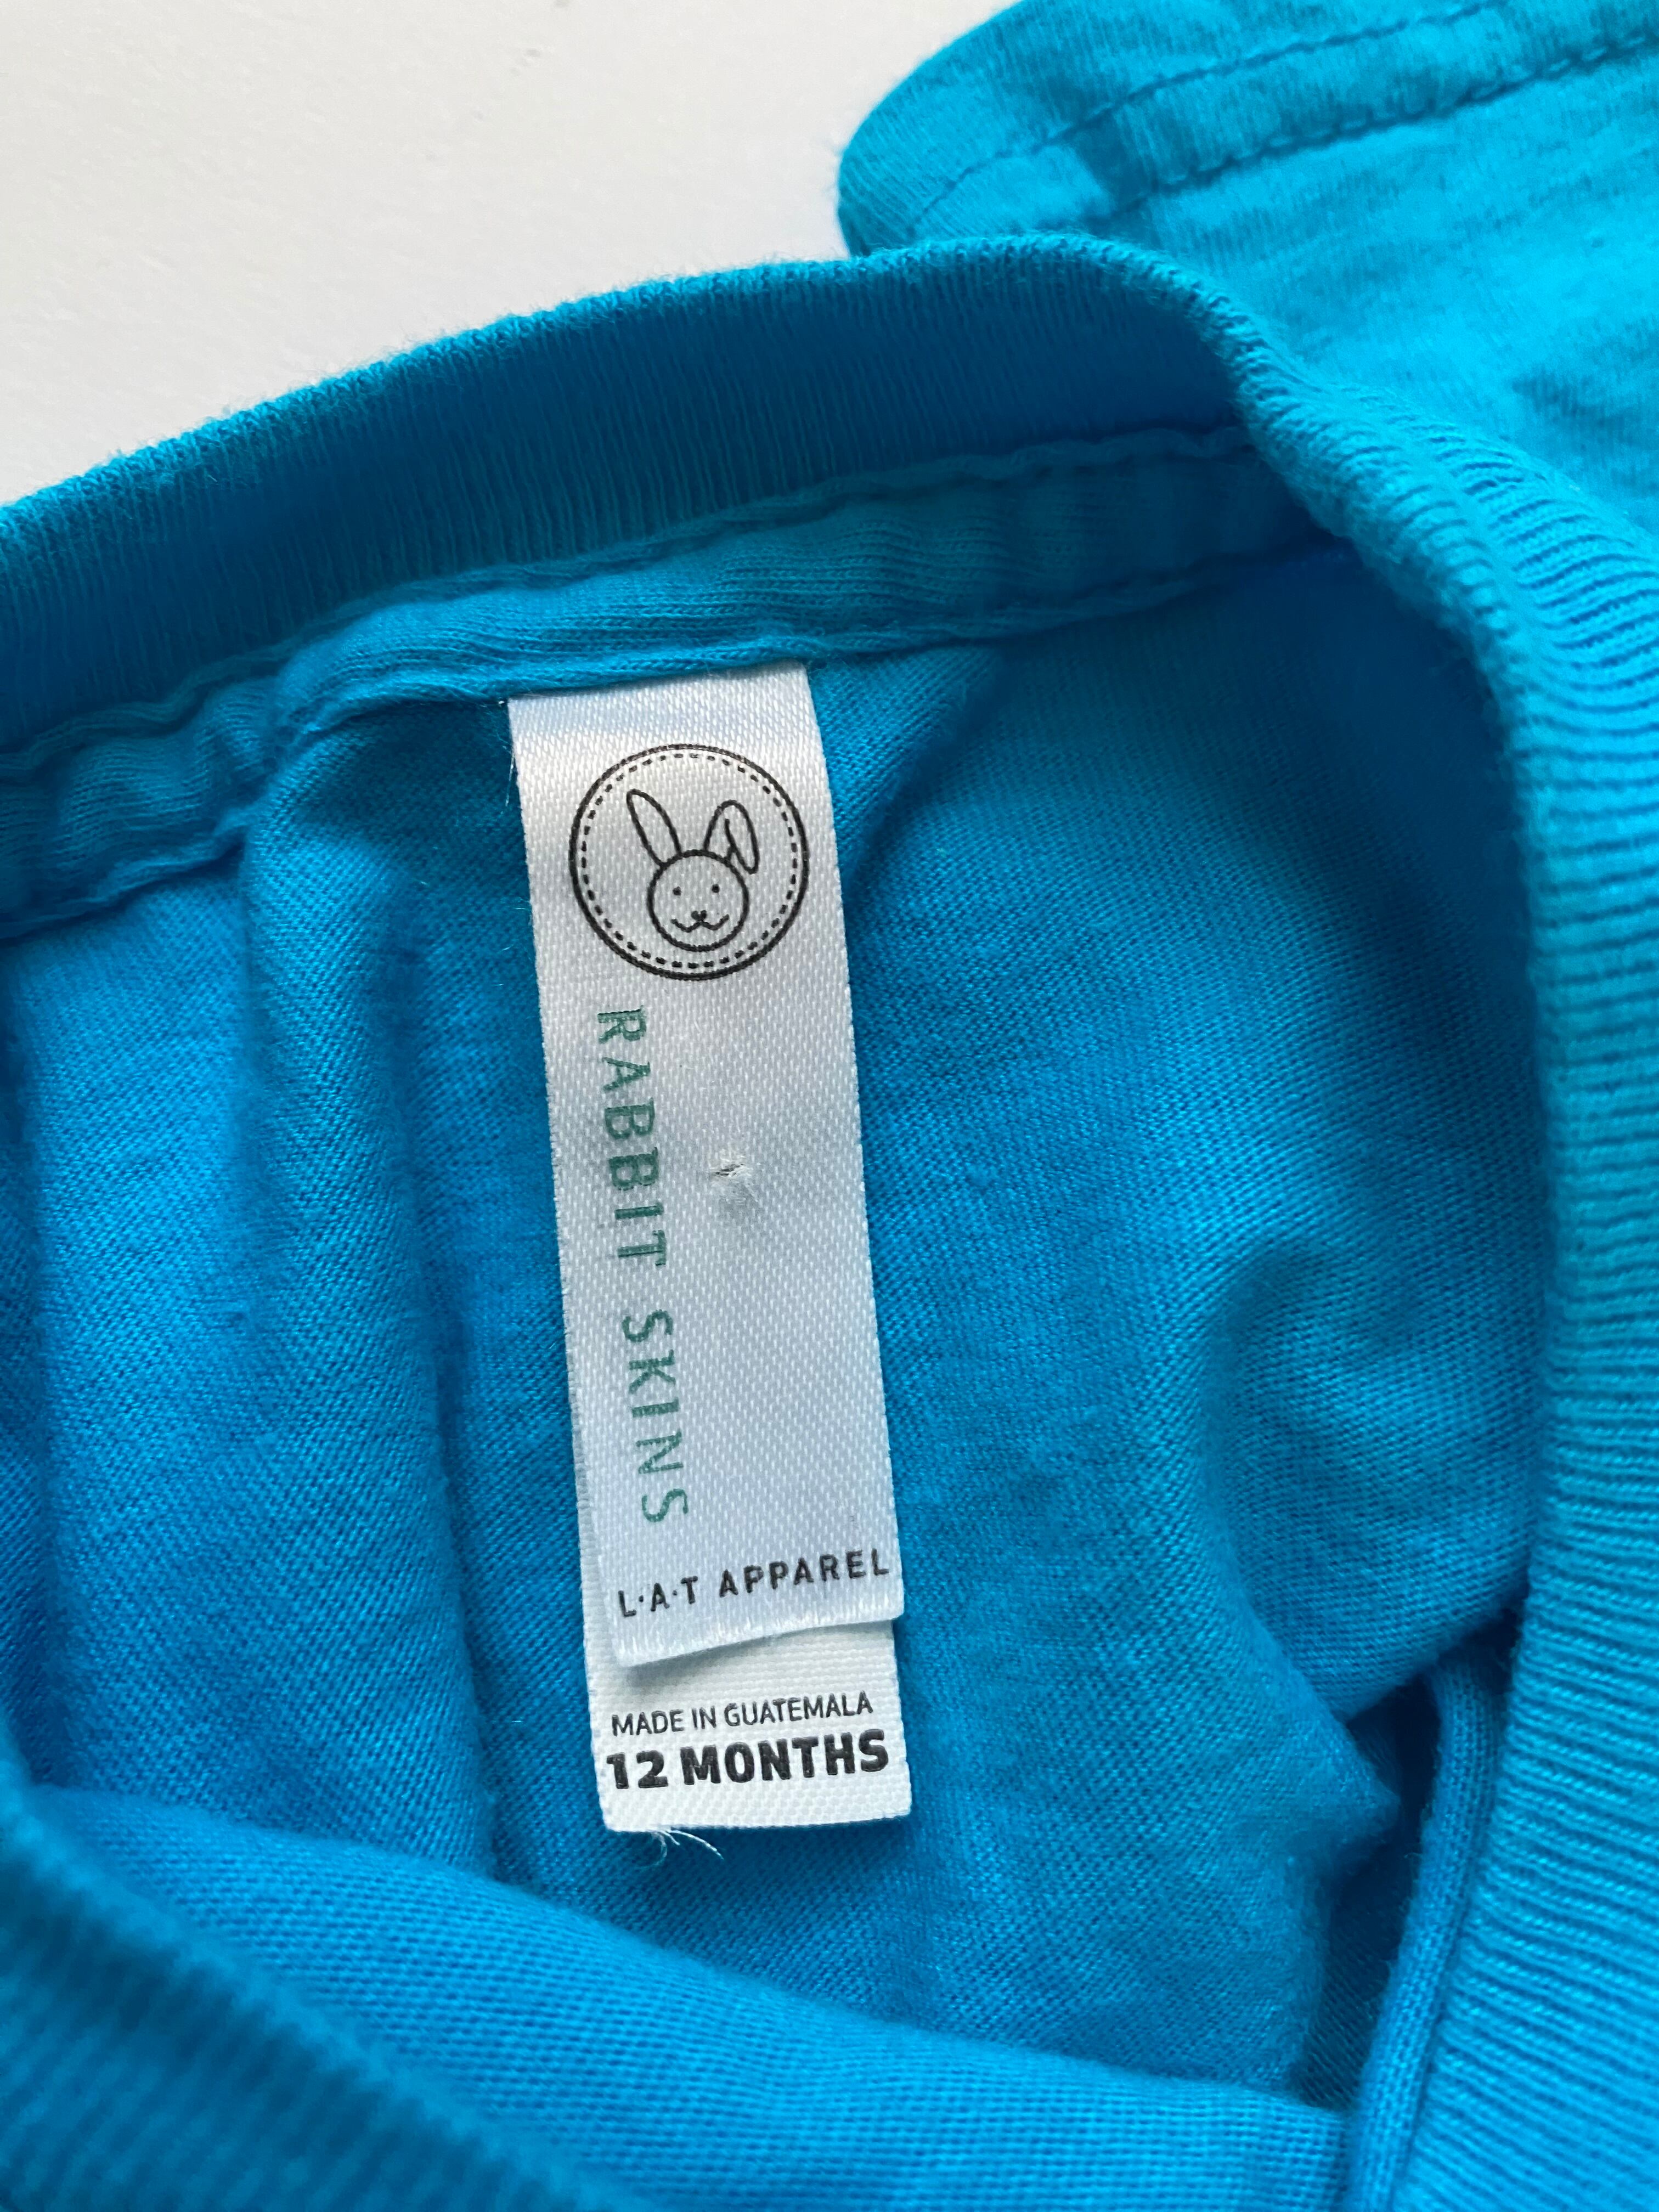 RABBIT SKINS
L·A·T APPAREL
MADE IN GUATEMALA
12 MONTHS